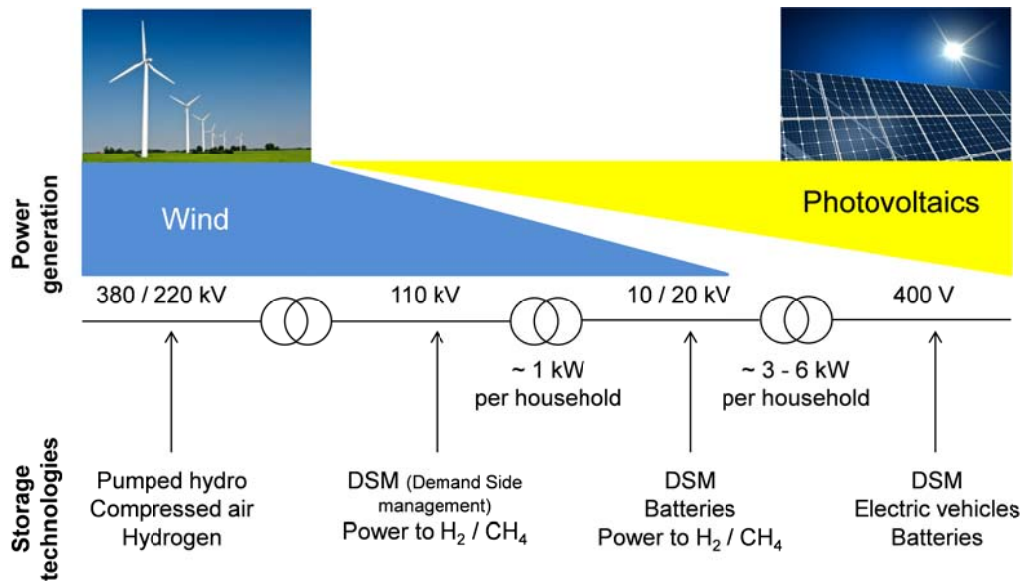 Power
generation
Wind
Photovoltaics
380 / 220 kV
110 kV
10 / 20 kV
400 V
~ 1 kW
per household
~ 3 - 6 kW
per household
Storage
technologies
Pumped hydro
Compressed air
Hydrogen
DSM (Demand Side
management)
Power to H₂ / CH₄
DSM
Batteries
Power to H₂ / CH₄
DSM
Electric vehicles
Batteries